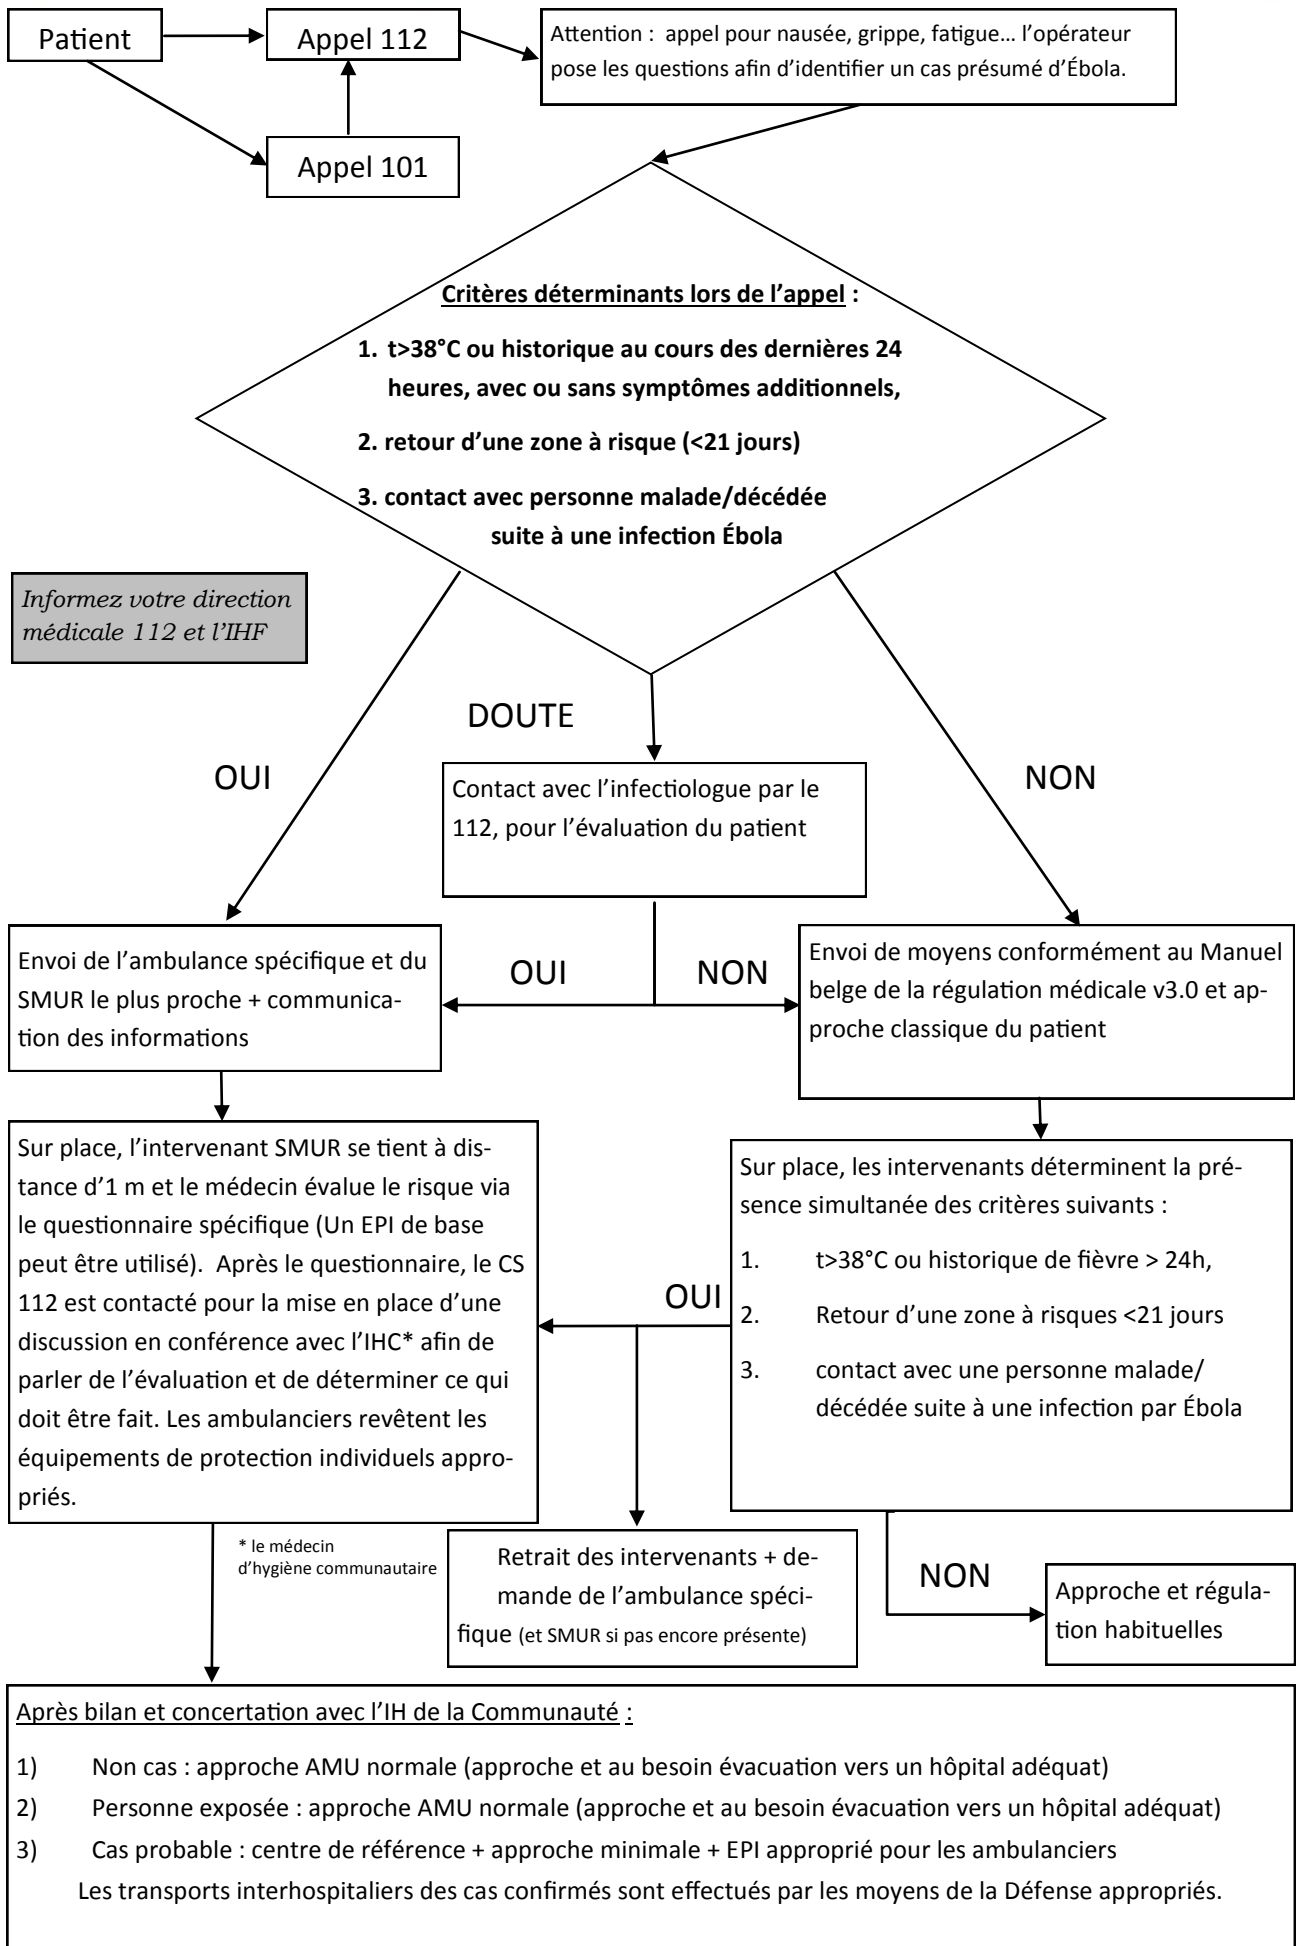 Patient
Appel 112
Attention :  appel pour nausée, grippe, fatigue… l’opérateur
pose les questions afin d’identifier un cas présumé d’Ébola.
Appel 101
Critères déterminants lors de l’appel :
1. t>38°C ou historique au cours des dernières 24
heures, avec ou sans symptômes additionnels,
2. retour d’une zone à risque (<21 jours)
3. contact avec personne malade/décédée
suite à une infection Ébola
Informez votre direction
médicale 112 et l’IHF
DOUTE
OUI
NON
Contact avec l’infectiologue par le
112, pour l’évaluation du patient
Envoi de l’ambulance spécifique et du
SMUR le plus proche + communica-
tion des informations
OUI
NON
Envoi de moyens conformément au Manuel
belge de la régulation médicale v3.0 et ap-
proche classique du patient
Sur place, l’intervenant SMUR se tient à dis-
tance d’1 m et le médecin évalue le risque via
le questionnaire spécifique (Un EPI de base
peut être utilisé).  Après le questionnaire, le CS
112 est contacté pour la mise en place d’une
discussion en conférence avec l’IHC* afin de
parler de l’évaluation et de déterminer ce qui
doit être fait. Les ambulanciers revêtent les
équipements de protection individuels appro-
priés.
OUI
Sur place, les intervenants déterminent la pré-
sence simultanée des critères suivants :
1. t>38°C ou historique de fièvre > 24h,
2. Retour d’une zone à risques <21 jours
3. contact avec une personne malade/
décédée suite à une infection par Ébola
* le médecin
d’hygiène communautaire
Retrait des intervenants + de-
mande de l’ambulance spéci-
fique (et SMUR si pas encore présente)
NON
Approche et régula-
tion habituelles
Après bilan et concertation avec l’IH de la Communauté :
1) Non cas : approche AMU normale (approche et au besoin évacuation vers un hôpital adéquat)
2) Personne exposée : approche AMU normale (approche et au besoin évacuation vers un hôpital adéquat)
3) Cas probable : centre de référence + approche minimale + EPI approprié pour les ambulanciers
Les transports interhospitaliers des cas confirmés sont effectués par les moyens de la Défense appropriés.